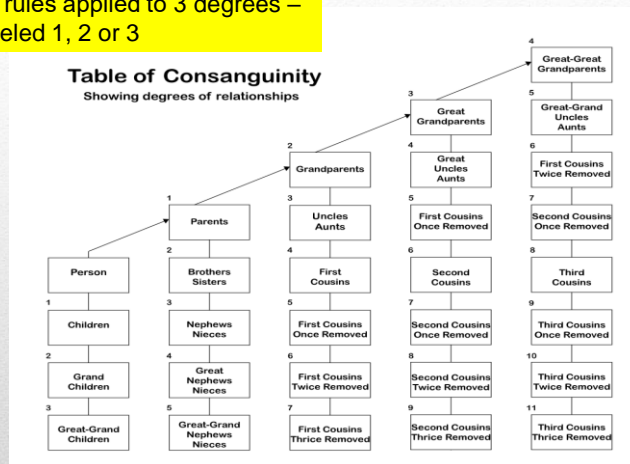 rules applied to 3 degrees –
eled 1, 2 or 3
Table of Consanguinity
Showing degrees of relationships
Person
1
Children
2
Grand
Children
3
Great-Grand
Children
1
Parents
2
Brothers
Sisters
3
Nephews
Nieces
4
Great
Nephews
Nieces
5
Great-Grand
Nephews
Nieces
2
Grandparents
3
Uncles
Aunts
4
First
Cousins
5
First Cousins
Once Removed
6
First Cousins
Twice Removed
7
First Cousins
Thrice Removed
3
Great
Grandparents
4
Great
Uncles
Aunts
5
First Cousins
Once Removed
6
Second
Cousins
7
Second Cousins
Once Removed
8
Second Cousins
Twice Removed
9
Second Cousins
Thrice Removed
4
Great-Great
Grandparents
5
Great-Grand
Uncles
Aunts
6
First Cousins
Twice Removed
7
Second Cousins
Once Removed
8
Third
Cousins
9
Third Cousins
Once Removed
10
Third Cousins
Twice Removed
11
Third Cousins
Thrice Removed